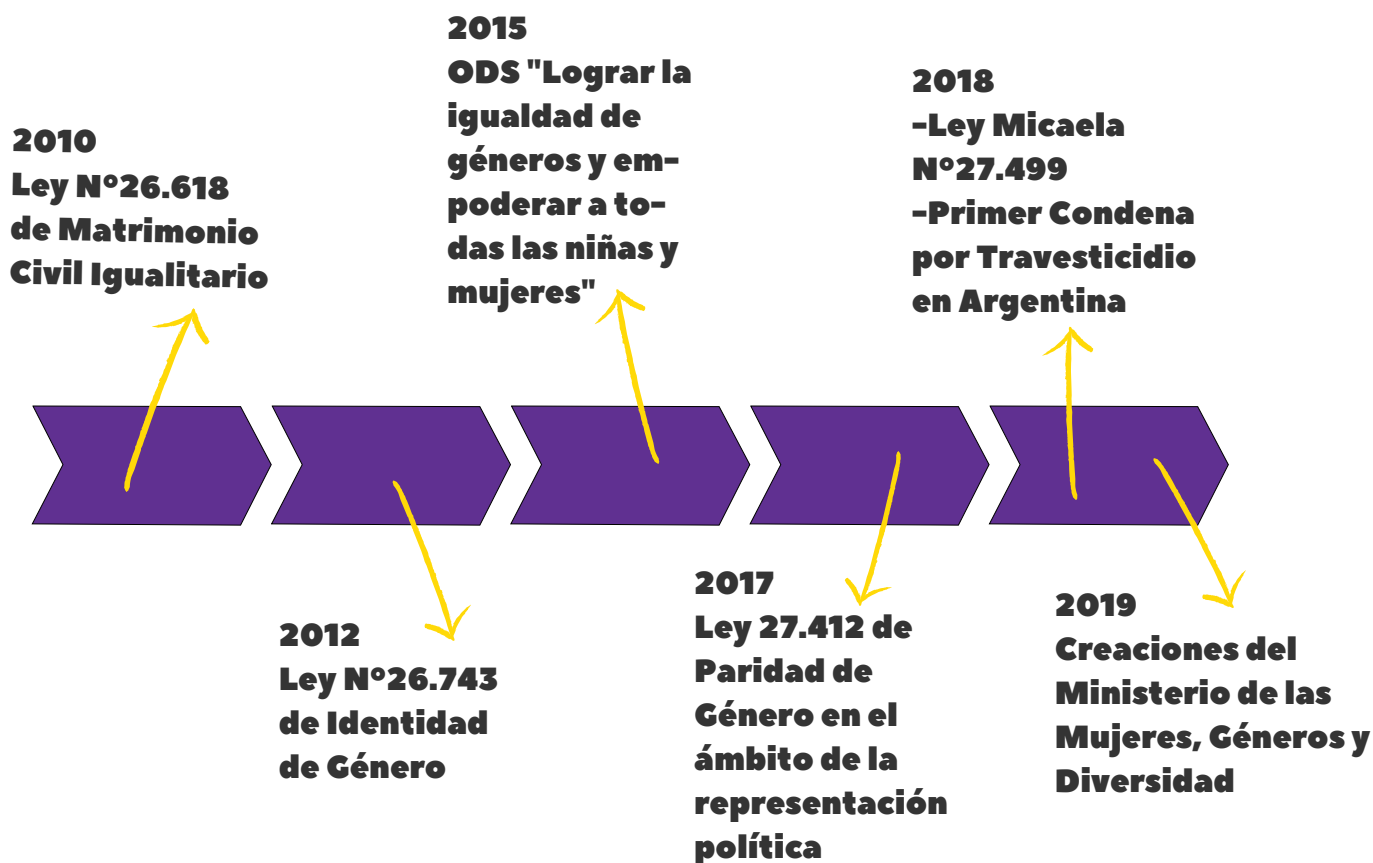 2010
Ley N°26.618
de Matrimonio
Civil Igualitario
2012
Ley N°26.743
de Identidad
de Género
2015
ODS "Lograr la
igualdad de
géneros y em-
poderar a to-
das las niñas y
mujeres"
2017
Ley 27.412 de
Paridad de
Género en el
ámbito de la
representación
política
2018
-Ley Micaela
N°27.499
-Primer Condena
por Travesticidio
en Argentina
2019
Creaciones del
Ministerio de las
Mujeres, Géneros y
Diversidad